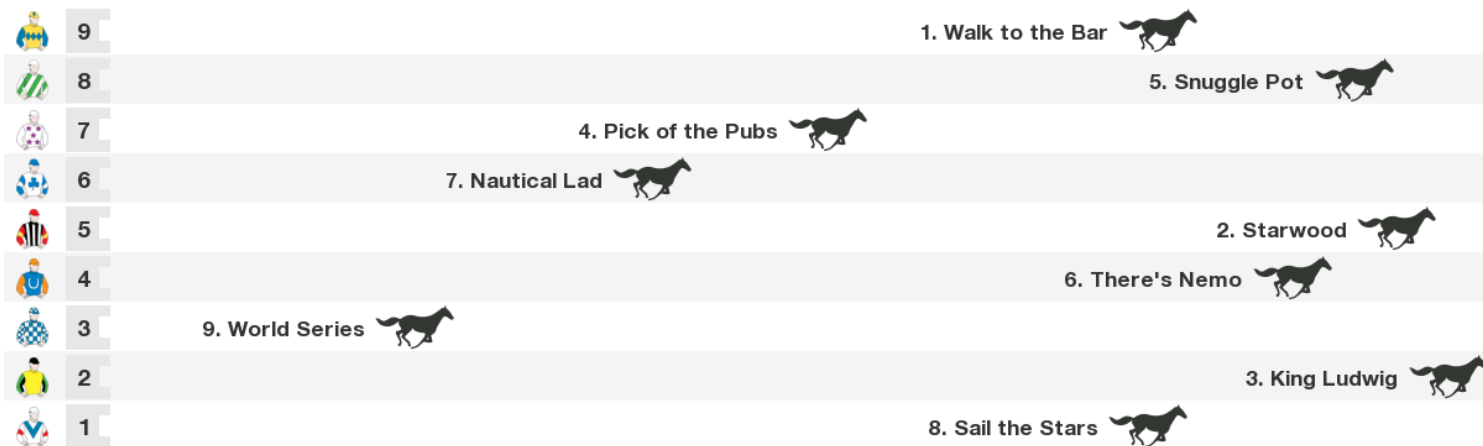 9 1. Walk to the Bar
8 5. Snuggle Pot
7 4. Pick of the Pubs
6 7. Nautical Lad
5 2. Starwood
4 6. There's Nemo
3 9. World Series
2 3. King Ludwig
1 8. Sail the Stars